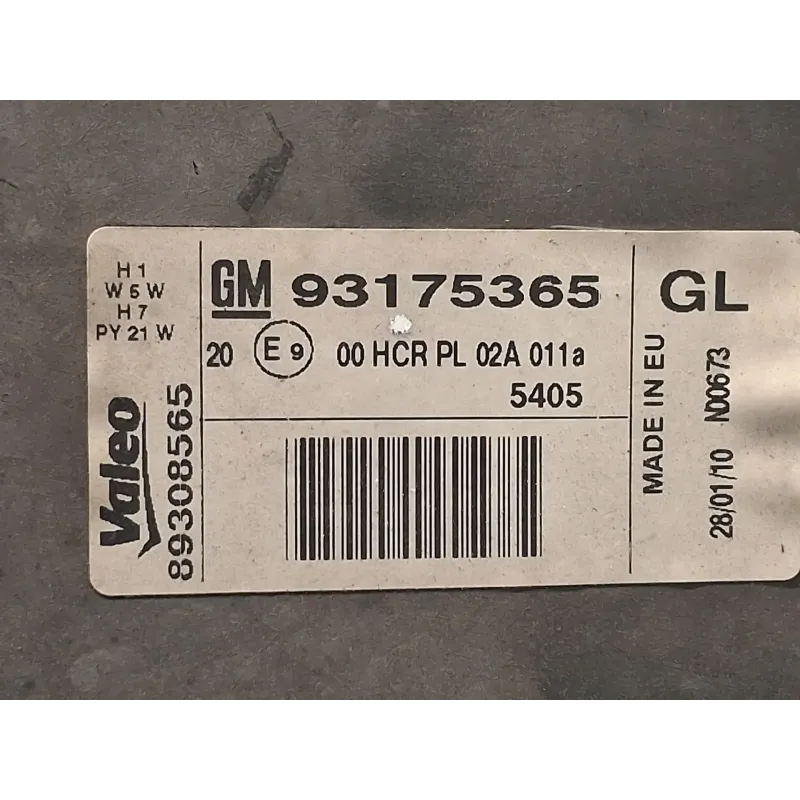 H 1
W 5 W
H 7
PY 21 W
GM 93175365
20 E 9 00 HCR PL 02A 011a
5405
Valeo
89308565
GL
MADE IN EU
28/01/10 N00673